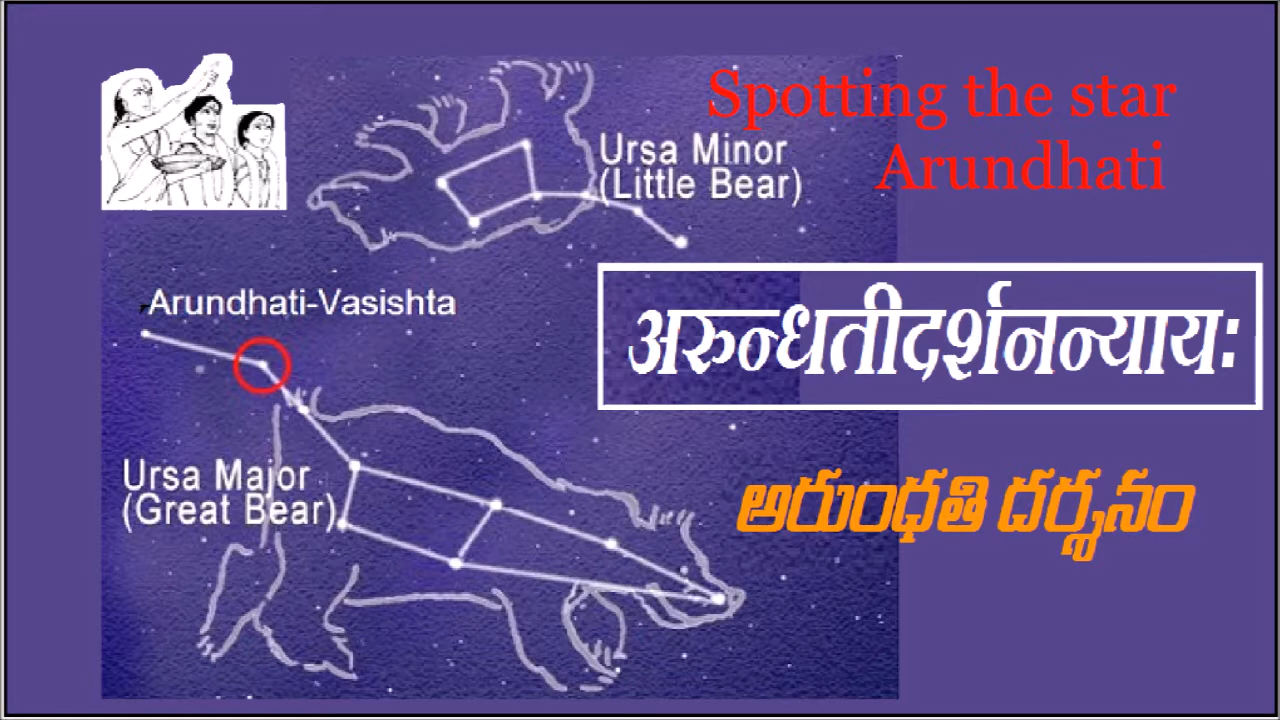 Spotting the star
Arundhati
Ursa Minor
(Little Bear)
Arundhati-Vasishta
अरुन्धतीदर्शनन्यायः
Ursa Major
(Great Bear)
అరుంధతి దర్శనం